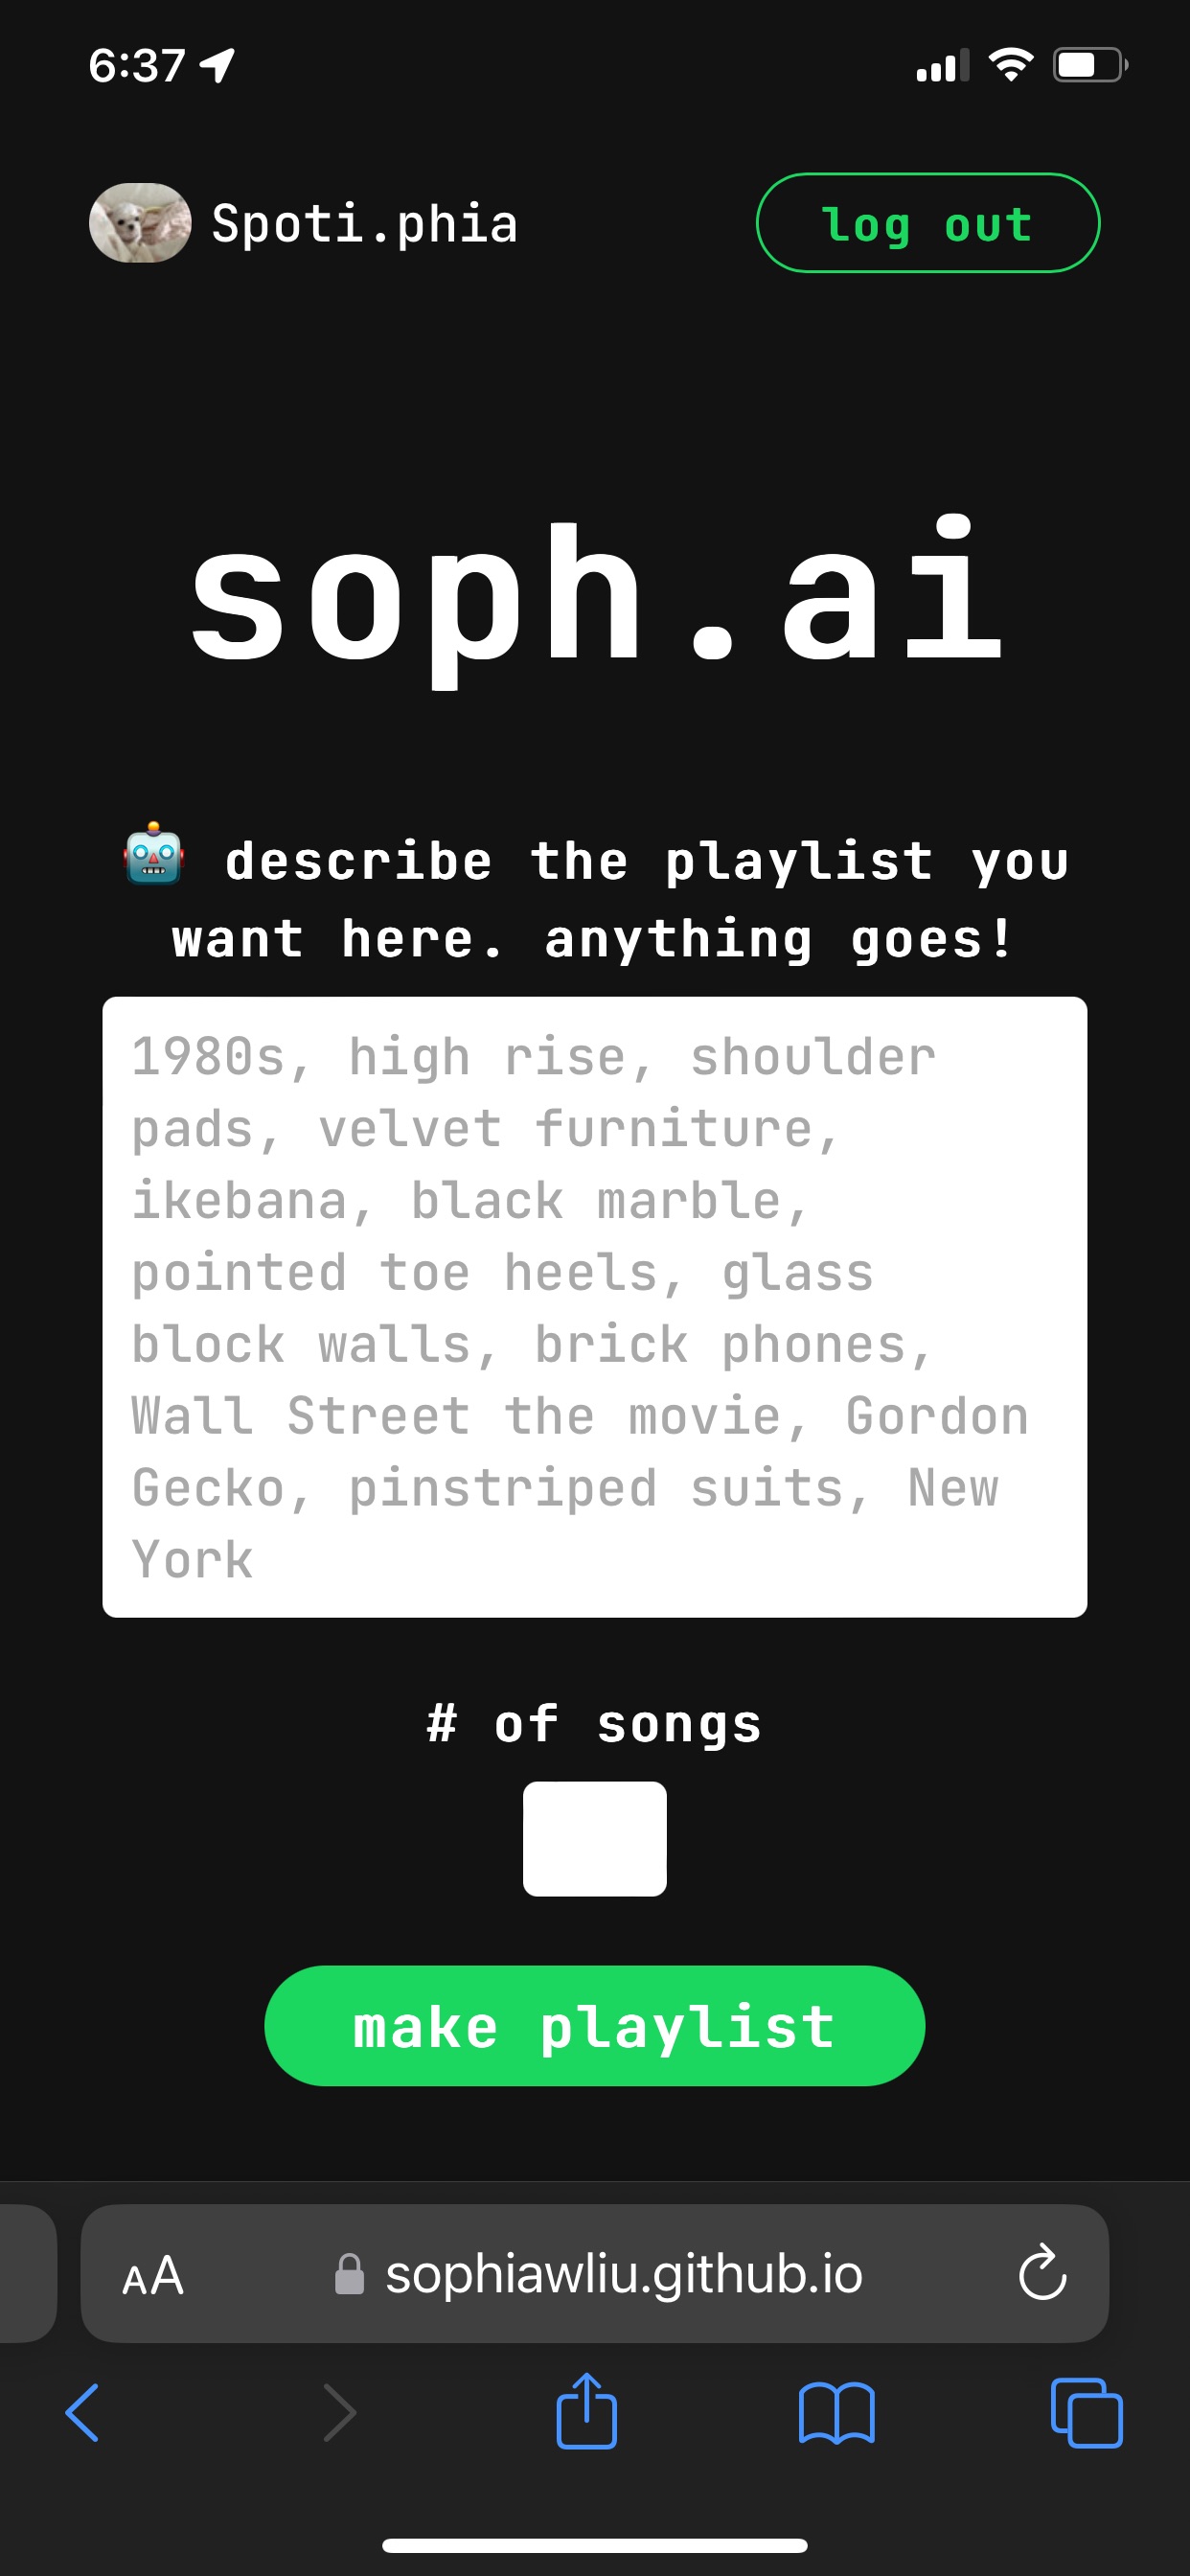 6:37
Spoti.phia
log out
soph.ai
🤖 describe the playlist you
want here. anything goes!
1980s, high rise, shoulder
pads, velvet furniture,
ikebana, black marble,
pointed toe heels, glass
block walls, brick phones,
Wall Street the movie, Gordon
Gecko, pinstriped suits, New
York
# of songs
make playlist
AA sophiawliu.github.io